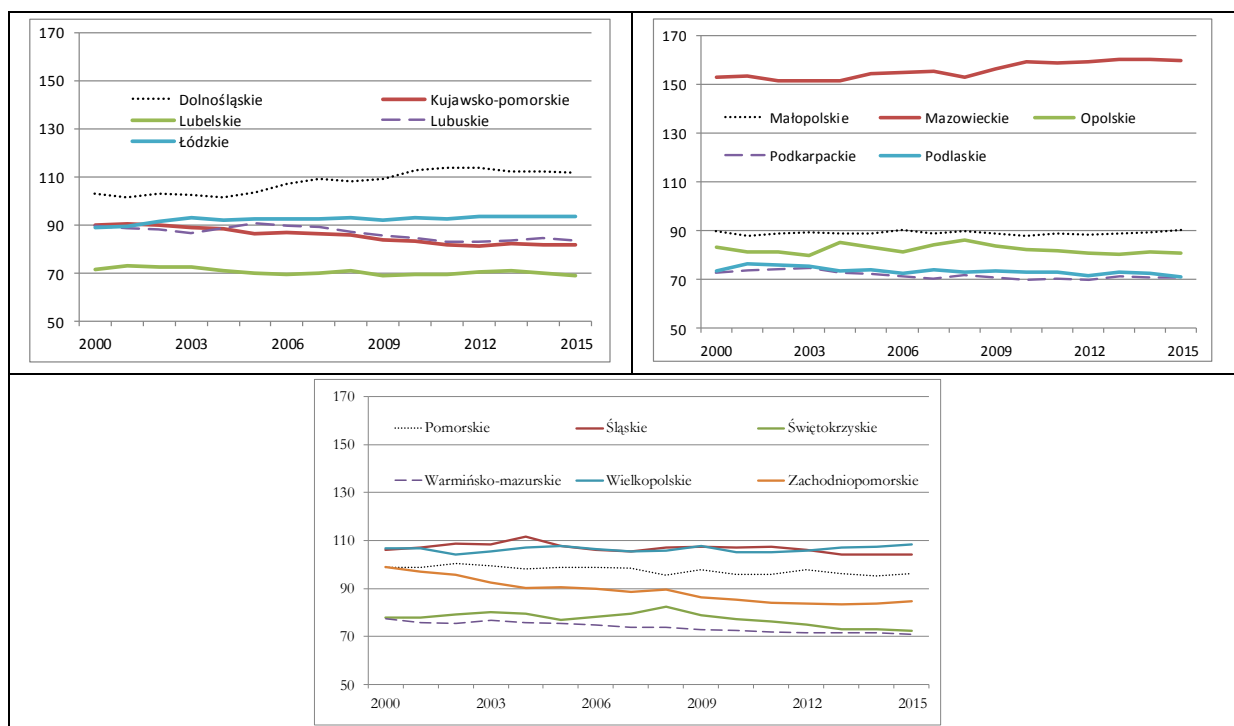 170
150
Dolnośląskie Kujawsko-pomorskie
130
Lubelskie Lubuskie
Łódzkie
110
90
70
50
2000 2003 2006 2009 2012 2015
170
150
130
Małopolskie Mazowieckie Opolskie
110
Podkarpackie Podlaskie
90
70
50
2000 2003 2006 2009 2012 2015
170
Pomorskie Śląskie Świętokrzyskie
150
130
Warmińsko-mazurskie Wielkopolskie Zachodniopomorskie
110
90
70
50
2000 2003 2006 2009 2012 2015